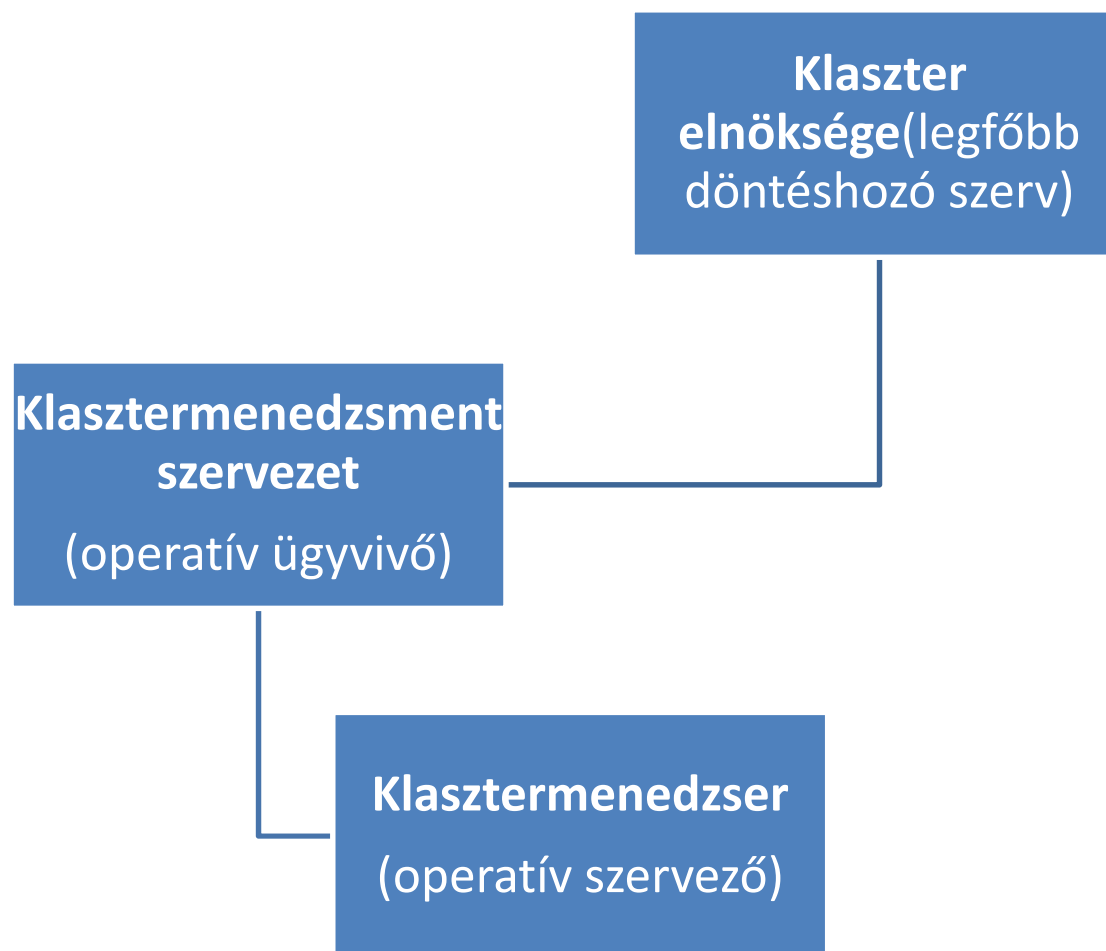 Klaszter
elnöksége(legfőbb
döntéshozó szerv)
Klasztermenedzsment
szervezet
(operatív ügyvivő)
Klasztermenedzser
(operatív szervező)